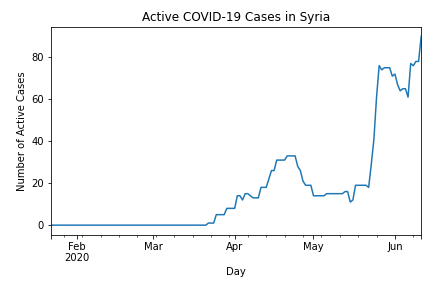 Active COVID-19 Cases in Syria
Number of Active Cases
80
60
40
20
0
Feb
2020
Mar
Apr
May
Jun
Day